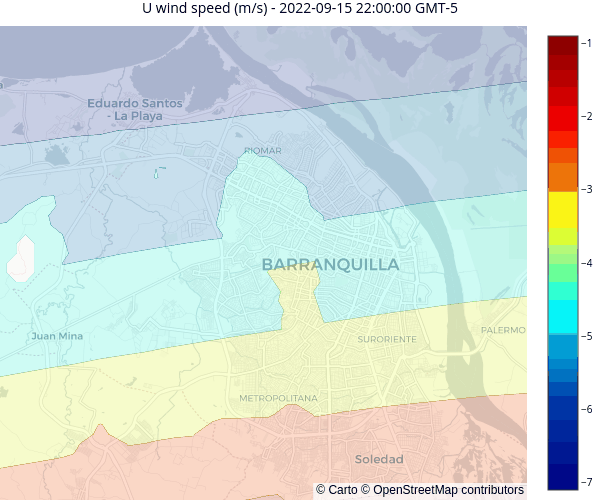 U wind speed (m/s) - 2022-09-15 22:00:00 GMT-5
−1
Eduardo Santos
- La Playa
−2
RIOMAR
−3
BARRANQUILLA
−4
Juan Mina
PALERMO
SURORIENTE
−5
METROPOLITANA
−6
Soledad
−7
© Carto © OpenStreetMap contributors